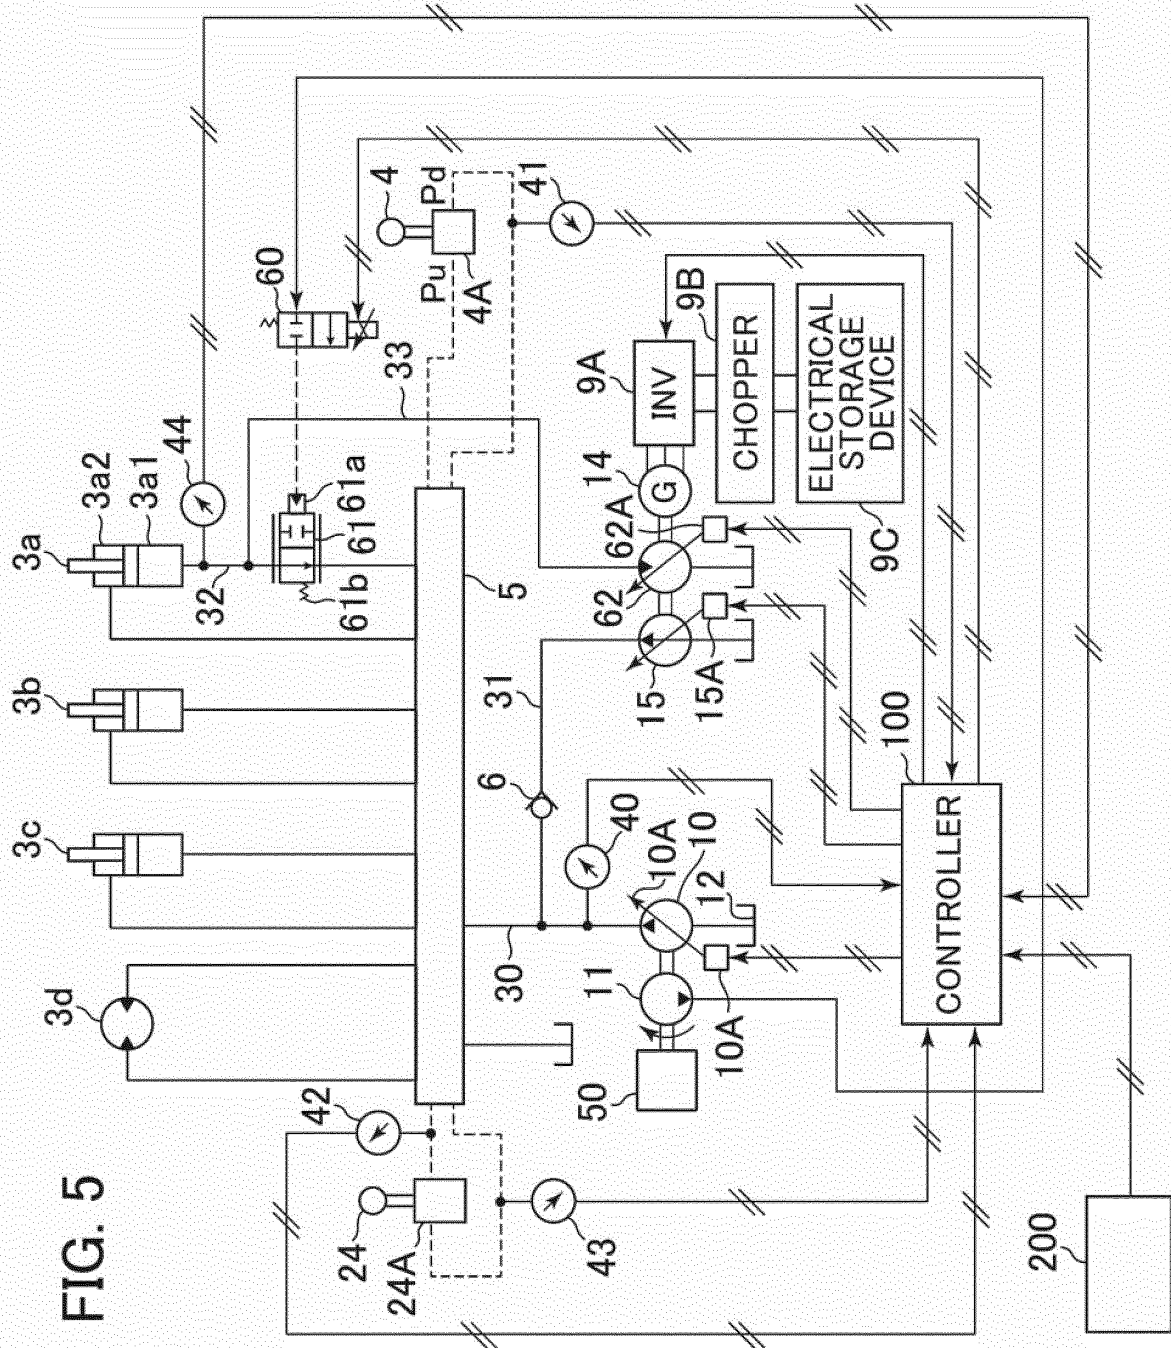 FIG. 5
3d
3c
3b
3a
3a2
3a1
44
32
33
61b
61
61a
60
4
Pu
Pd
4A
41
5
42
24
24A
43
50
11
30
10A
10A
10
12
40
6
31
15
15A
62
62A
14
G
9A
INV
9B
CHOPPER
ELECTRICAL
STORAGE
DEVICE
9C
100
CONTROLLER
200